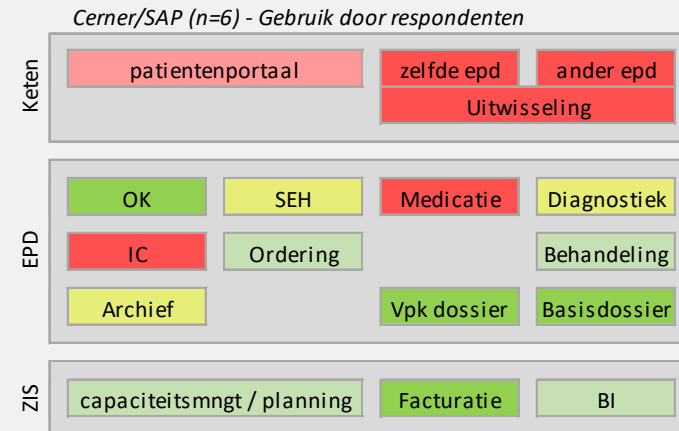 Cerner/SAP (n=6) - Gebruik door respondenten
Keten
patientenportaal
zelfde epd
ander epd
Uitwisseling
EPD
OK
SEH
Medicatie
Diagnostiek
IC
Ordering
Behandeling
Archief
Vpk dossier
Basisdossier
ZIS
capaciteitsmngt / planning
Facturatie
BI